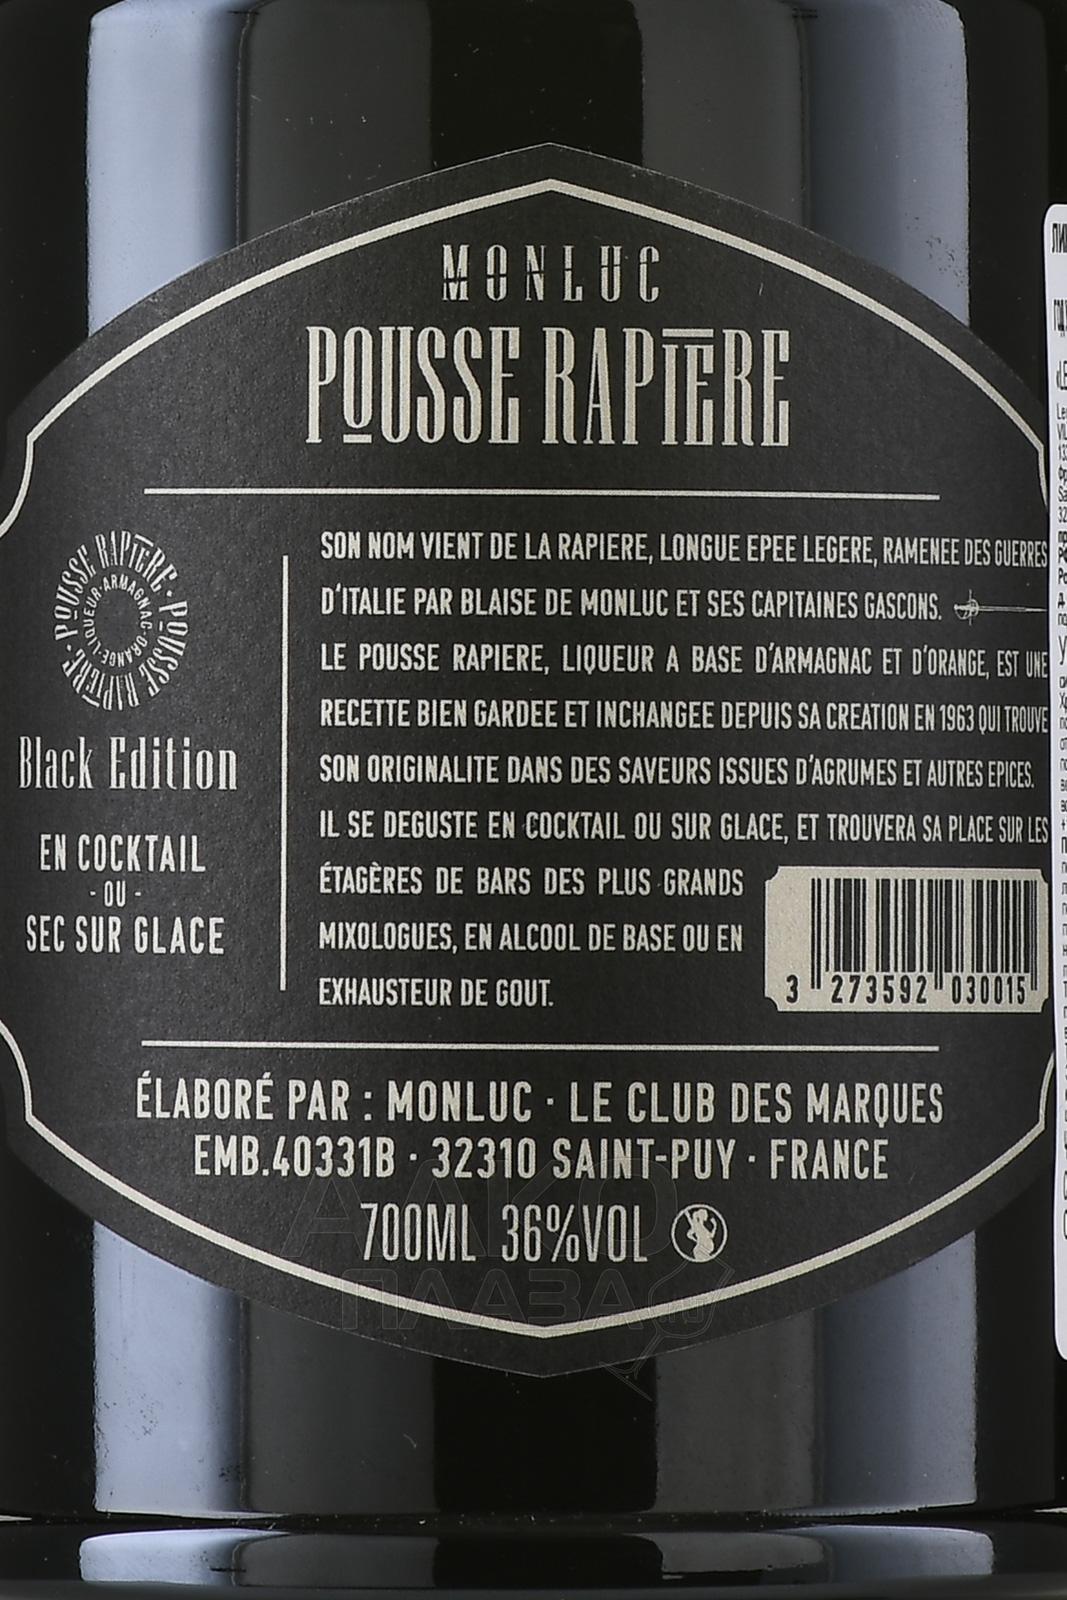 MONLUC
POUSSE RAPIERE
POUSSE RAPIERE · POUSSE RAPIERE ·
LIQUEUR · ARMAGNAC · ORANGE ·
Black Edition
EN COCKTAIL
- OU -
SEC SUR GLACE
SON NOM VIENT DE LA RAPIERE, LONGUE EPEE LEGERE, RAMENEE DES GUERRES
D'ITALIE PAR BLAISE DE MONLUC ET SES CAPITAINES GASCONS.
LE POUSSE RAPIERE, LIQUEUR A BASE D'ARMAGNAC ET D'ORANGE, EST UNE
RECETTE BIEN GARDEE ET INCHANGEE DEPUIS SA CREATION EN 1963 QUI TROUVE
SON ORIGINALITE DANS DES SAVEURS ISSUES D'AGRUMES ET AUTRES EPICES.
IL SE DEGUSTE EN COCKTAIL OU SUR GLACE, ET TROUVERA SA PLACE SUR LES
ÉTAGÈRES DE BARS DES PLUS GRANDS
MIXOLOGUES, EN ALCOOL DE BASE OU EN
EXHAUSTEUR DE GOUT.
3 273592 030015
ÉLABORÉ PAR : MONLUC · LE CLUB DES MARQUES
EMB.40331B · 32310 SAINT-PUY · FRANCE
700ML 36%VOL
АЛКО
ПЛАЗА